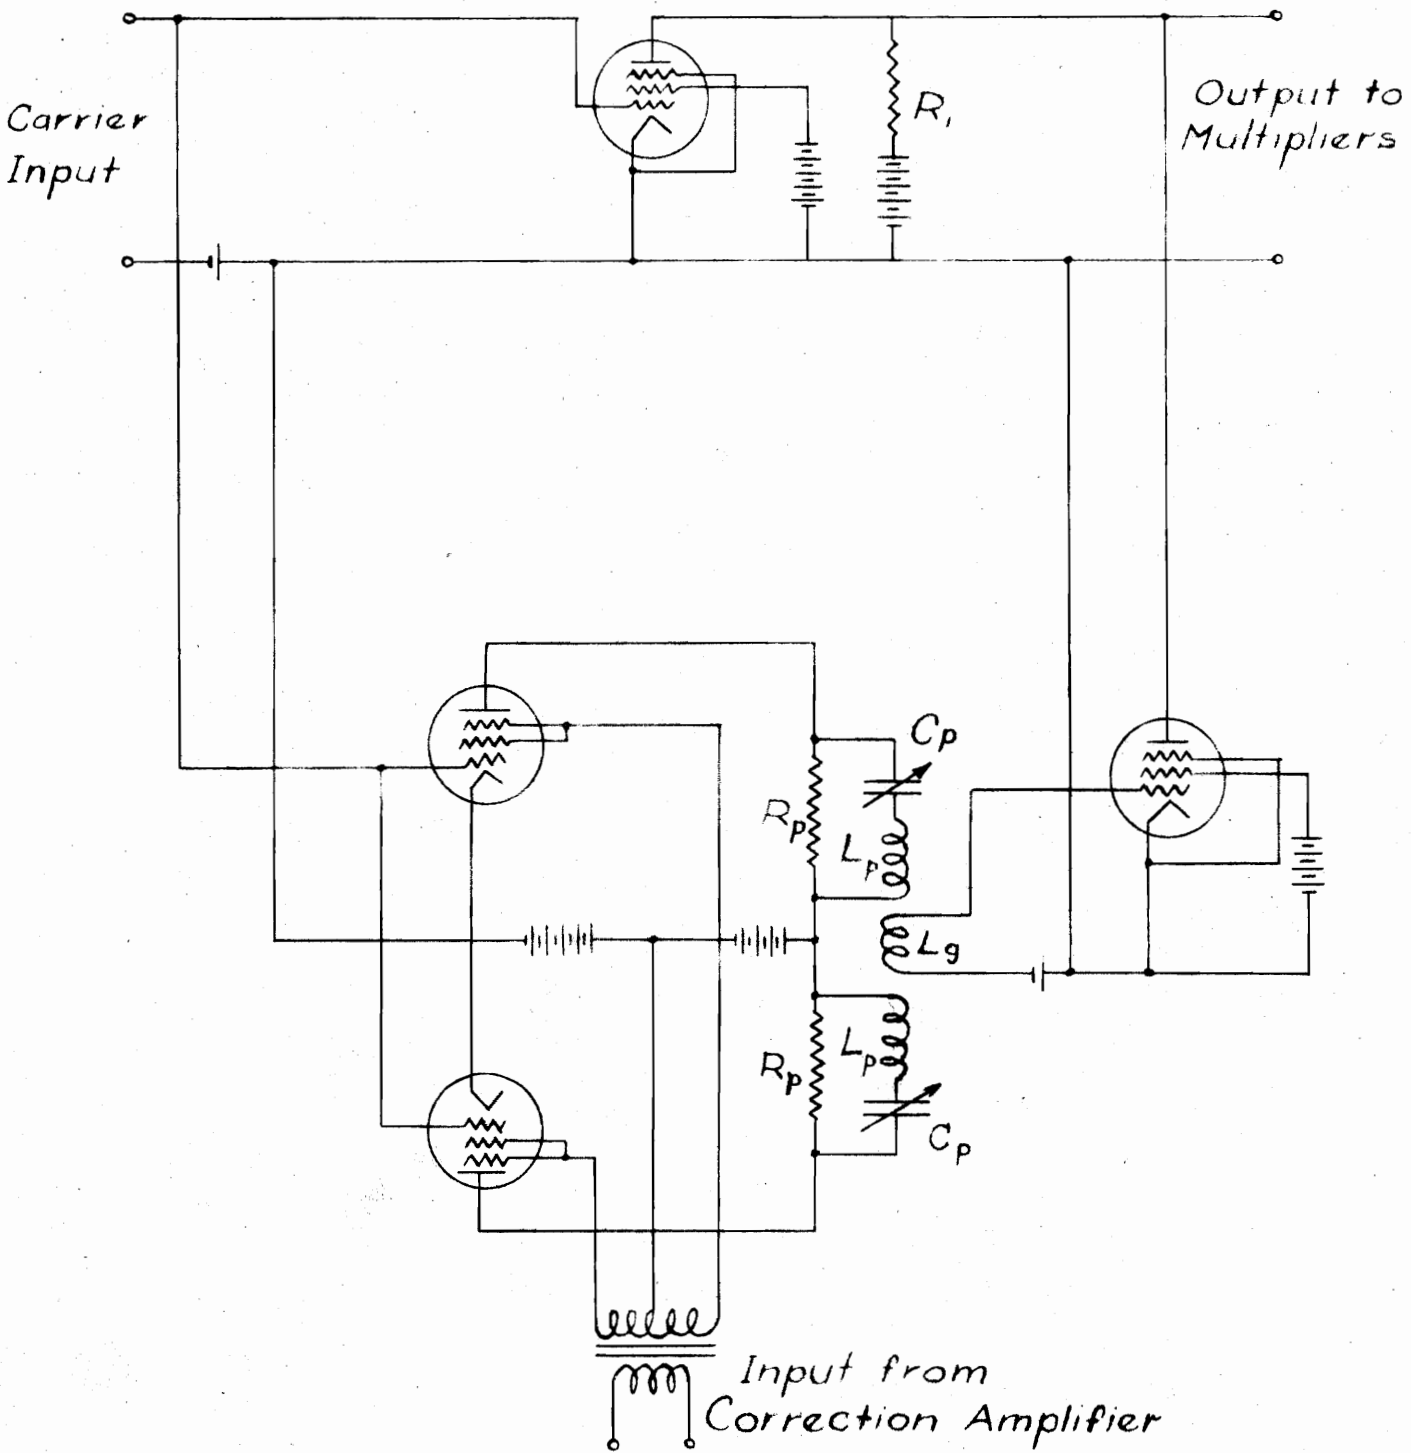 Carrier
Input
R₁
Output to
Multipliers
Cp
Rp
Lp
Lg
Lp
Rp
Cp
Input from
Correction Amplifier